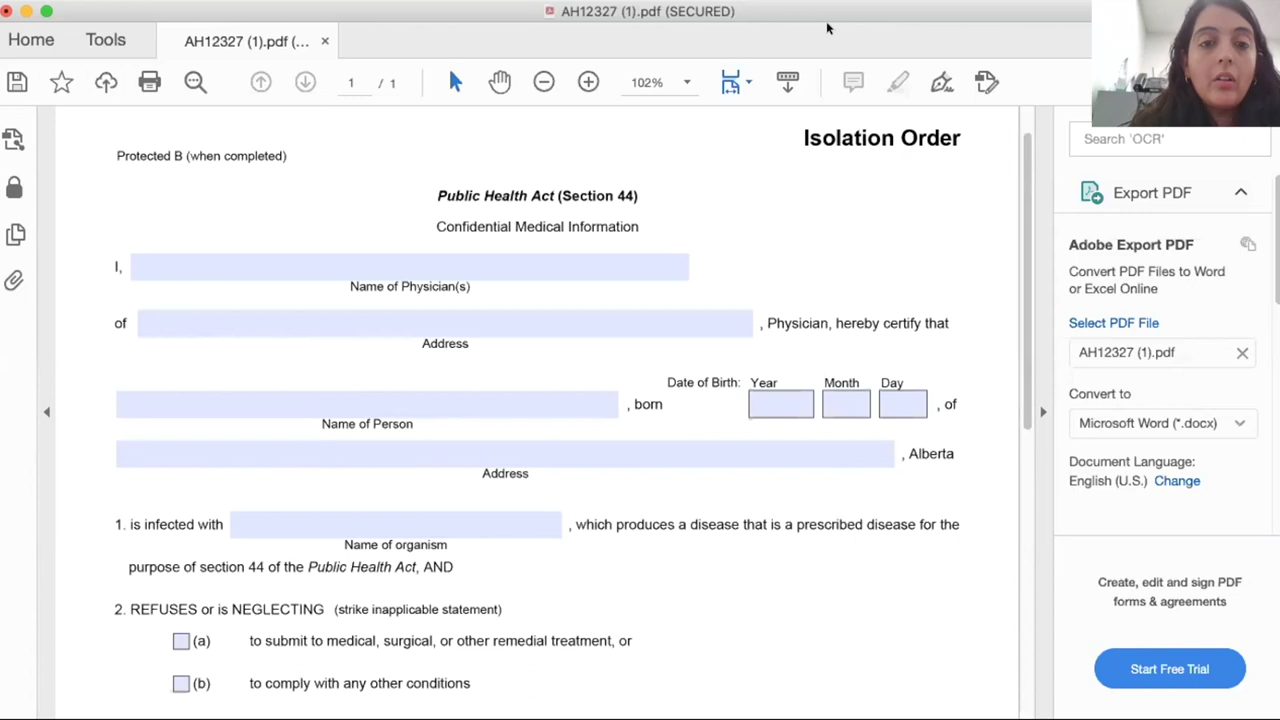 AH12327 (1).pdf (SECURED)
Home Tools AH12327 (1).pdf (... ×
1 / 1 102%
Search 'OCR'
Isolation Order
Protected B (when completed)
Public Health Act (Section 44)
Confidential Medical Information
I,
Name of Physician(s)
of , Physician, hereby certify that
Address
Date of Birth: Year Month Day
, born , of
Name of Person
, Alberta
Address
1. is infected with , which produces a disease that is a prescribed disease for the
Name of organism
purpose of section 44 of the Public Health Act, AND
2. REFUSES or is NEGLECTING (strike inapplicable statement)
(a) to submit to medical, surgical, or other remedial treatment, or
(b) to comply with any other conditions
Export PDF
Adobe Export PDF
Convert PDF Files to Word
or Excel Online
Select PDF File
AH12327 (1).pdf
Convert to
Microsoft Word (*.docx)
Document Language:
English (U.S.) Change
Create, edit and sign PDF
forms & agreements
Start Free Trial